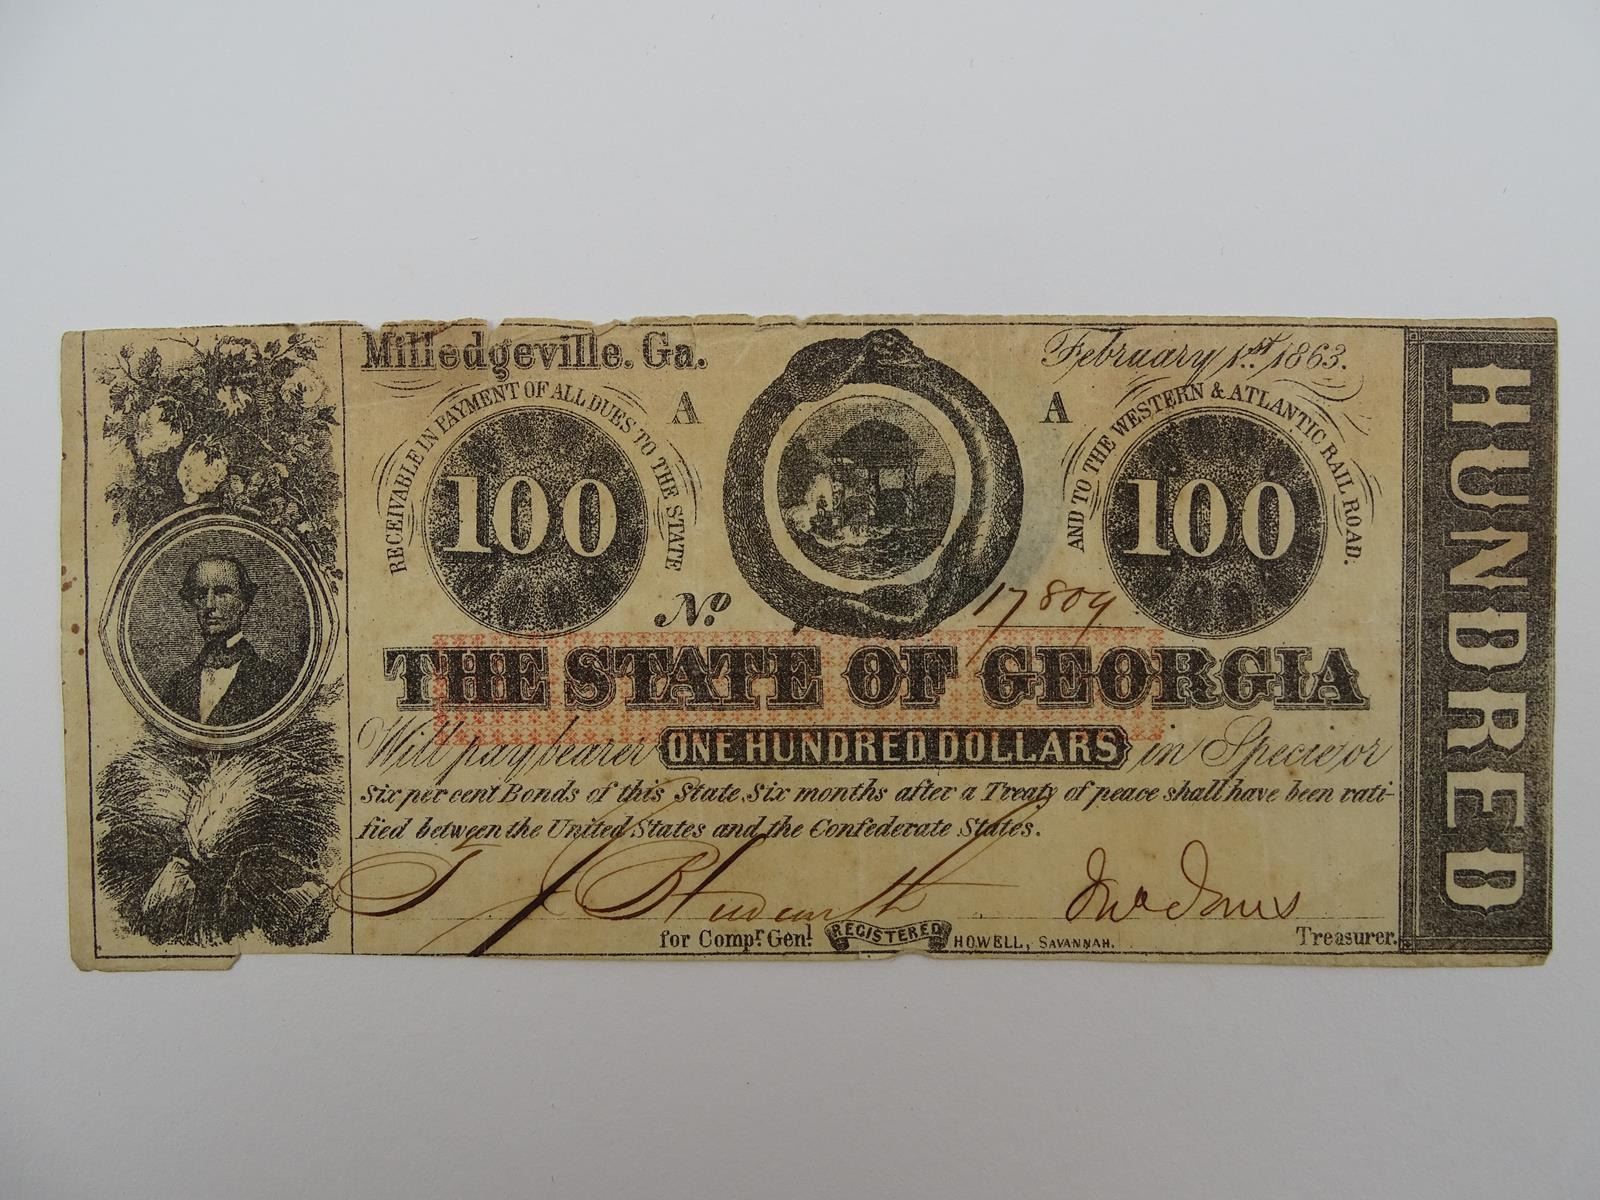 Milledgeville. Ga.
February 1st. 1863.
A
A
RECEIVABLE IN PAYMENT OF ALL DUES TO THE STATE
AND TO THE WESTERN & ATLANTIC RAIL ROAD.
100
100
No.
17809
THE STATE OF GEORGIA
Will pay bearer ONE HUNDRED DOLLARS in Specie, or
Six per cent Bonds of this State, Six months after a Treaty of peace shall have been rati-
fied between the United States and the Confederate States.
Jno Jones
for Compr. Genl. REGISTERED HOWELL, SAVANNAH. Treasurer.
HUNDRED